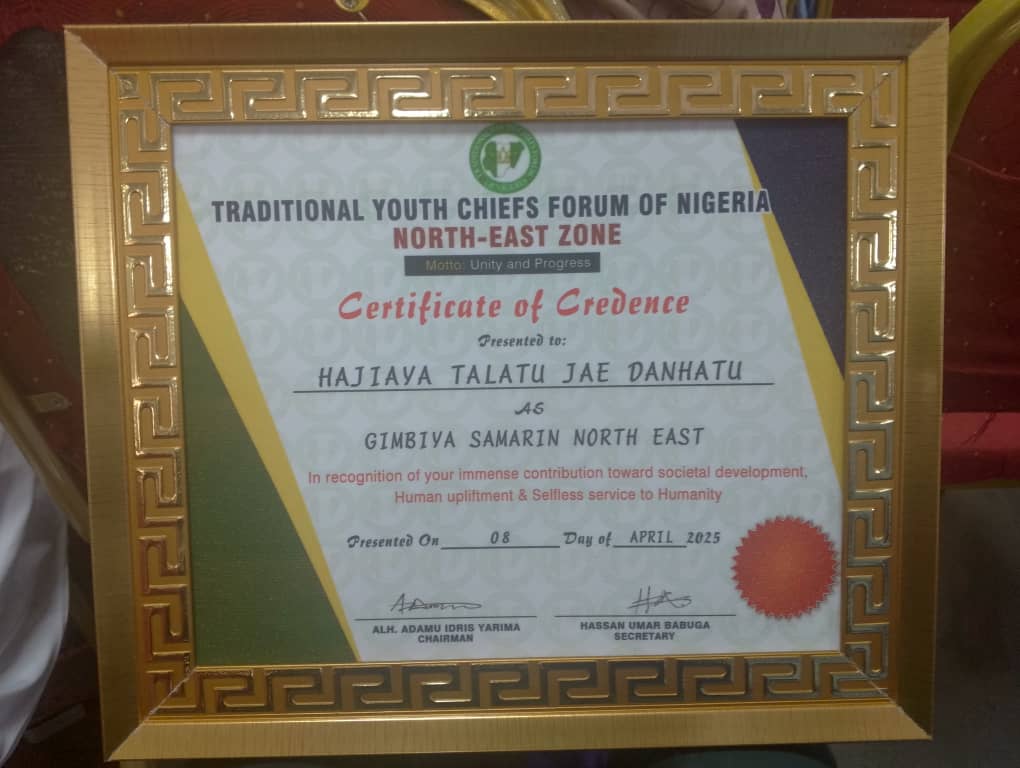 TRADITIONAL YOUTH CHIEFS FORUM OF NIGERIA
NORTH-EAST ZONE
Motto: Unity and Progress
Certificate of Credence
Presented to:
HAJIAYA TALATU JAE DANHATU
AS
GIMBIYA SAMARIN NORTH EAST
In recognition of your immense contribution toward societal development,
Human upliftment & Selfless service to Humanity
Presented On 08 Day of APRIL 2025
ALH. ADAMU IDRIS YARIMA
CHAIRMAN
HASSAN UMAR BABUGA
SECRETARY